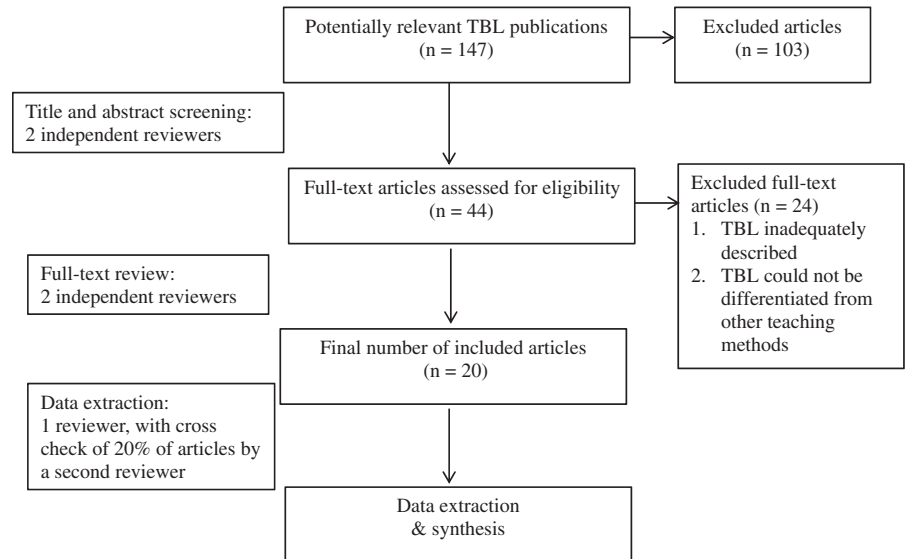 Potentially relevant TBL publications
(n = 147)
Excluded articles
(n = 103)
Title and abstract screening:
2 independent reviewers
Full-text articles assessed for eligibility
(n = 44)
Excluded full-text
articles (n = 24)
1. TBL inadequately
described
2. TBL could not be
differentiated from
other teaching
methods
Full-text review:
2 independent reviewers
Final number of included articles
(n = 20)
Data extraction:
1 reviewer, with cross
check of 20% of articles by
a second reviewer
Data extraction
& synthesis